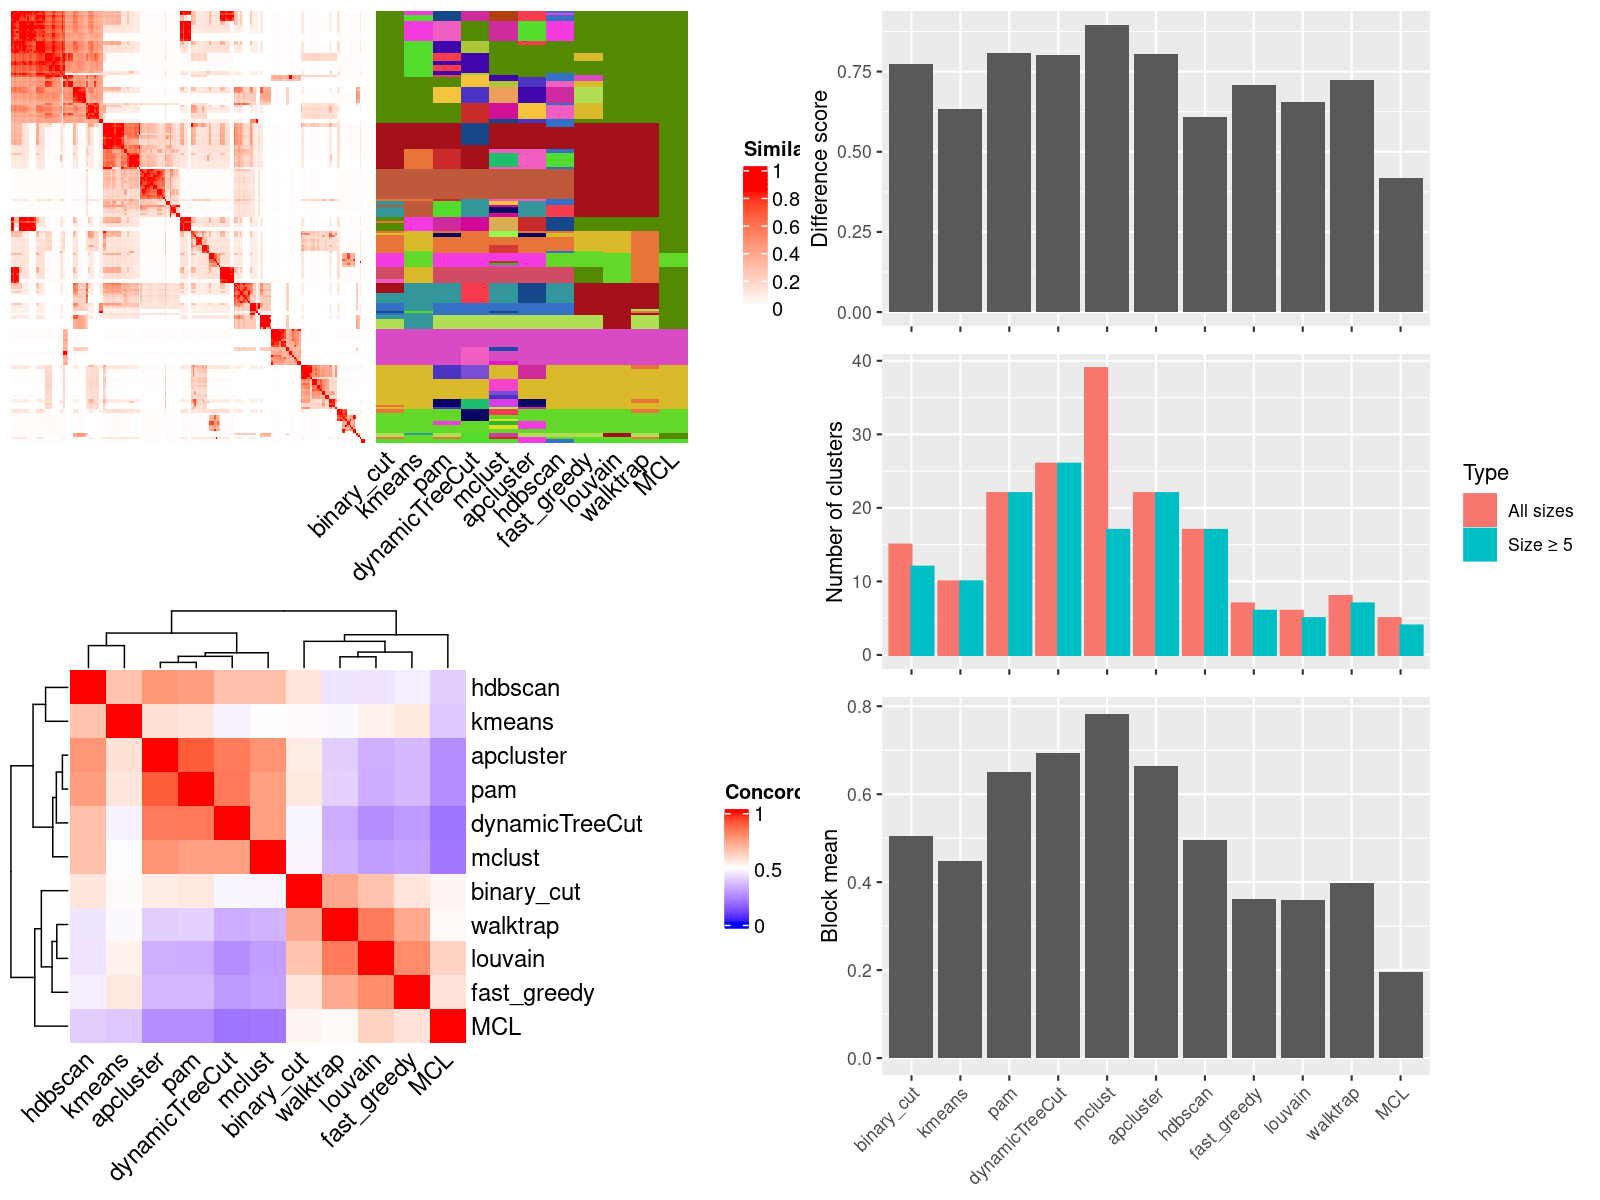 Simila
1
0.8
0.6
0.4
0.2
0
binary_cut
kmeans
pam
dynamicTreeCut
mclust
apcluster
hdbscan
fast_greedy
louvain
walktrap
MCL
hdbscan
kmeans
apcluster
pam
dynamicTreeCut
mclust
binary_cut
walktrap
louvain
fast_greedy
MCL
hdbscan
kmeans
apcluster
pam
dynamicTreeCut
mclust
binary_cut
walktrap
louvain
fast_greedy
MCL
Concord
1
0.5
0
Difference score
0.75
0.50
0.25
0.00
Number of clusters
40
30
20
10
0
Type
All sizes
Size ≥ 5
Block mean
0.8
0.6
0.4
0.2
0.0
binary_cut
kmeans
pam
dynamicTreeCut
mclust
apcluster
hdbscan
fast_greedy
louvain
walktrap
MCL